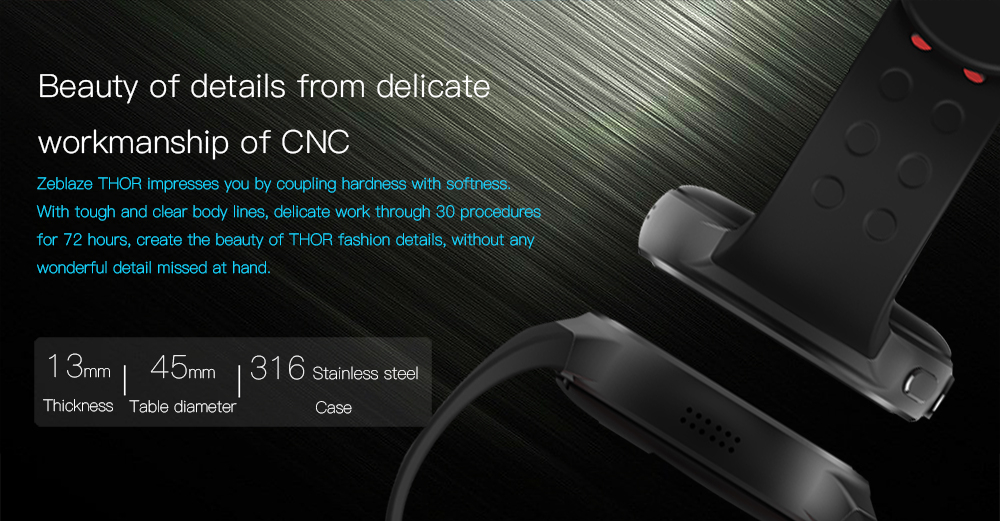 Beauty of details from delicate
workmanship of CNC
Zeblaze THOR impresses you by coupling hardness with softness.
With tough and clear body lines, delicate work through 30 procedures
for 72 hours, create the beauty of THOR fashion details, without any
wonderful detail missed at hand.
13mm | 45mm | 316 Stainless steel
Thickness Table diameter Case